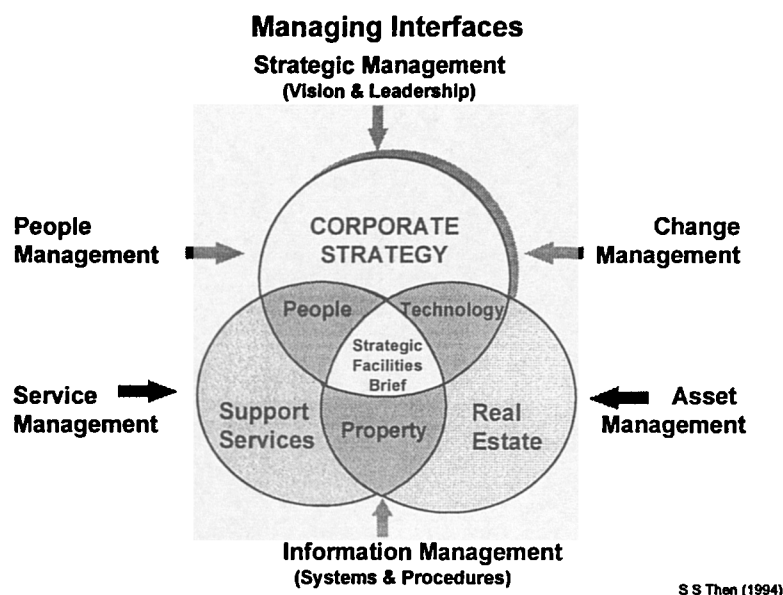 Managing Interfaces
Strategic Management
(Vision & Leadership)
People
Management
CORPORATE
STRATEGY
Change
Management
People
Technology
Strategic
Facilities
Brief
Service
Management
Support
Services
Property
Real
Estate
Asset
Management
Information Management
(Systems & Procedures)
S S Then (1994)